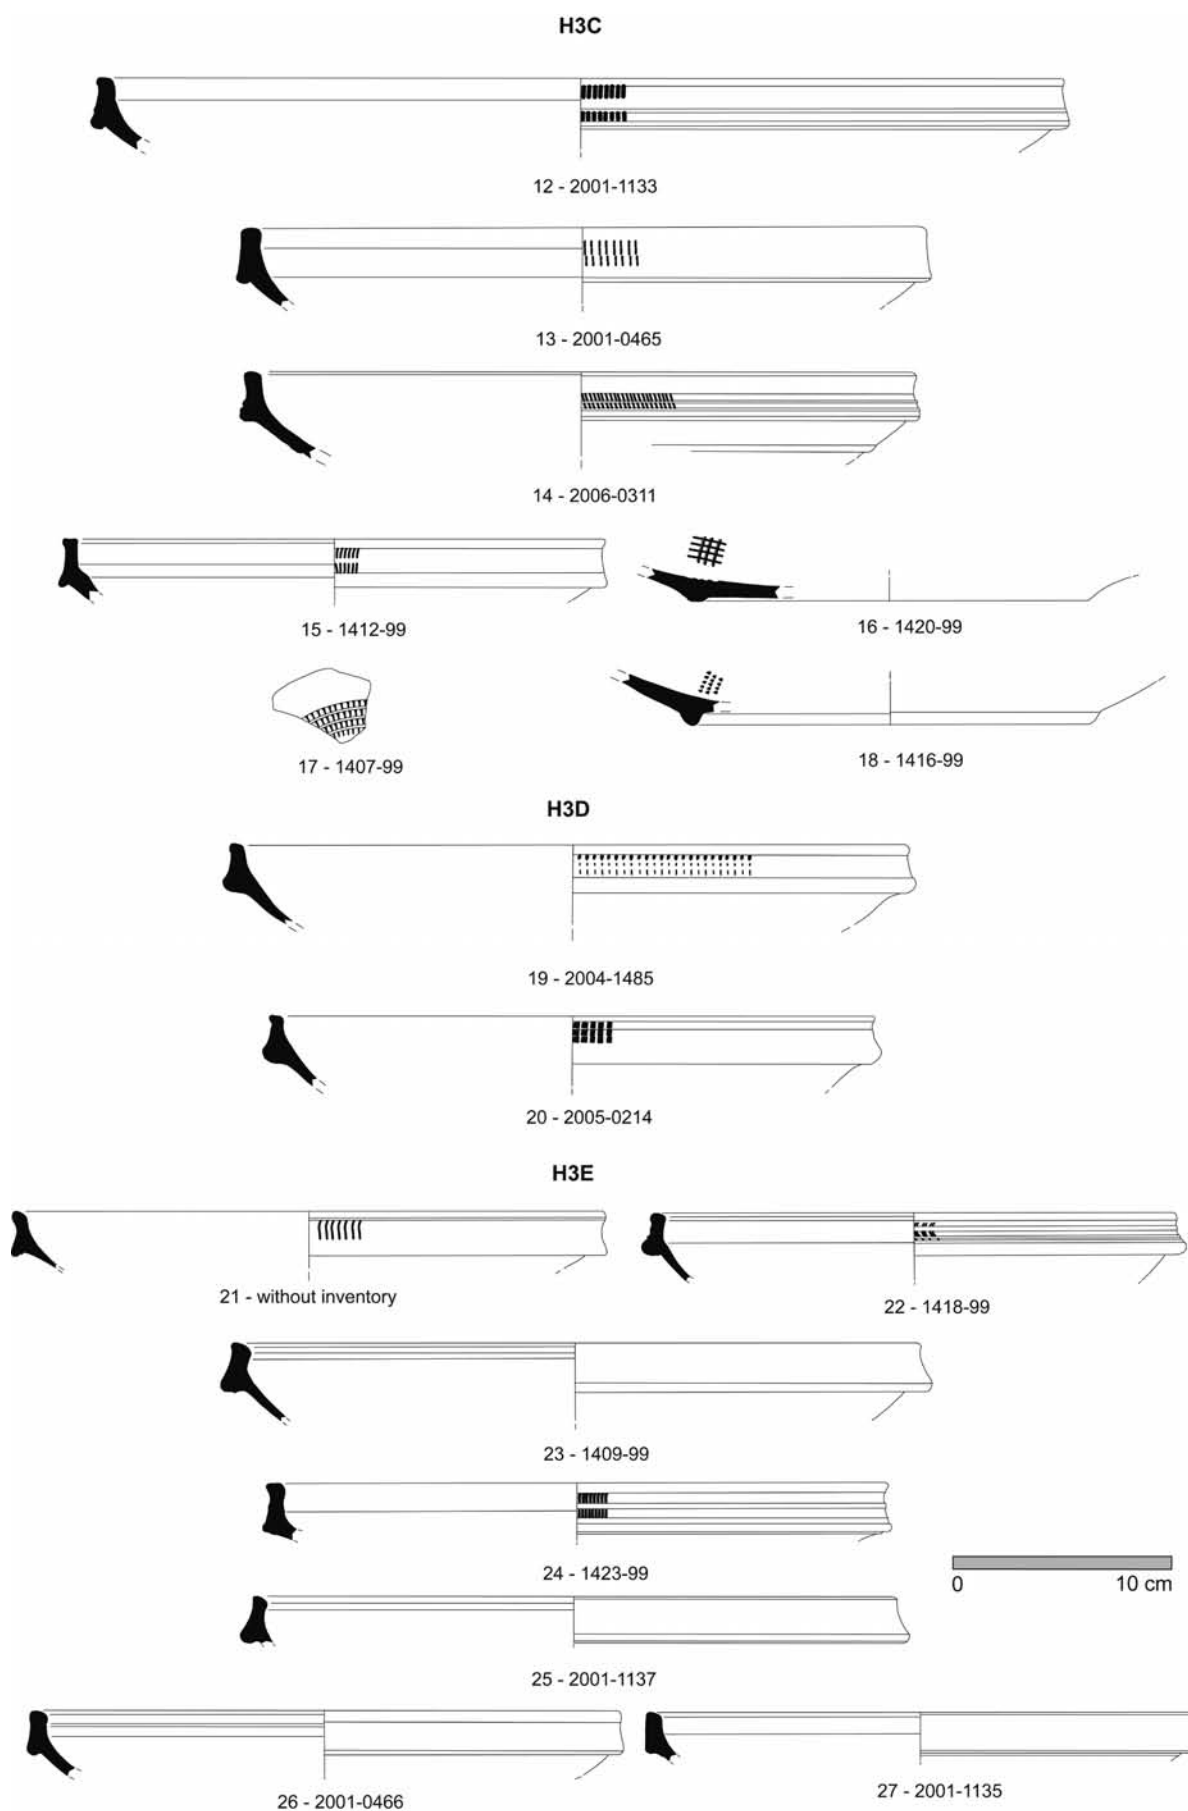 H3C
12 - 2001-1133
13 - 2001-0465
14 - 2006-0311
15 - 1412-99
16 - 1420-99
17 - 1407-99
18 - 1416-99
H3D
19 - 2004-1485
20 - 2005-0214
H3E
21 - without inventory
22 - 1418-99
23 - 1409-99
24 - 1423-99
0 10 cm
25 - 2001-1137
26 - 2001-0466
27 - 2001-1135